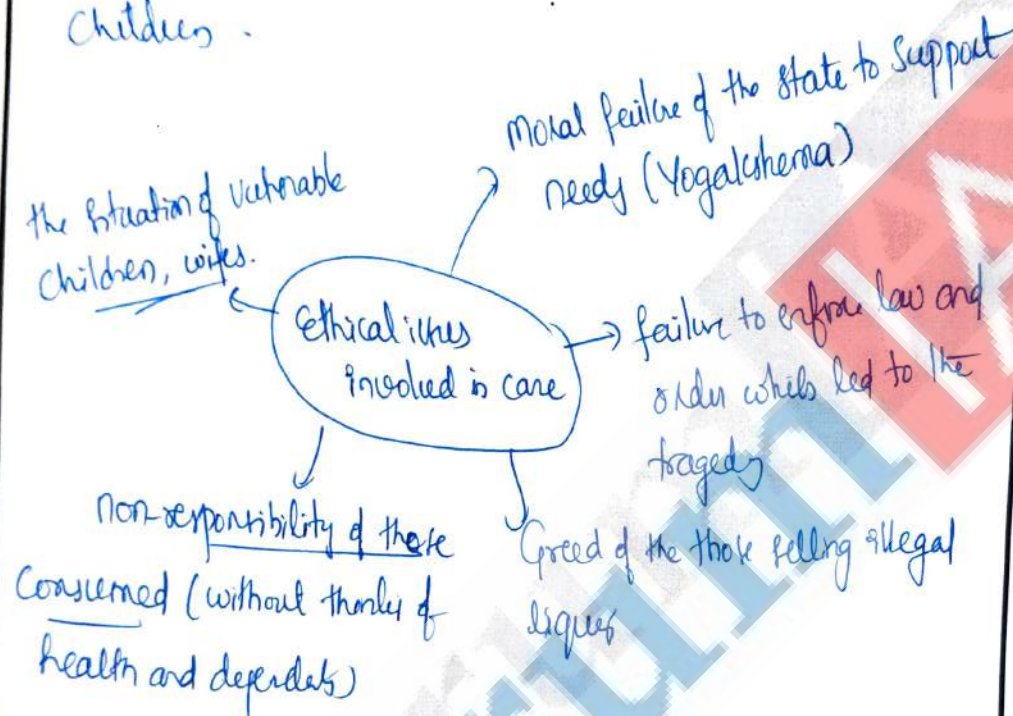 Children.
Moral failure of the state to support
needy (Yogakshema)
the situation of vulnerable
children, wifes.
Ethical issues
involved in case
failure to enforce law and
order which led to the
tragedy
non-responsibility of those
Consumed (without thinking of
health and dependats)
Greed of the those selling illegal
liquor